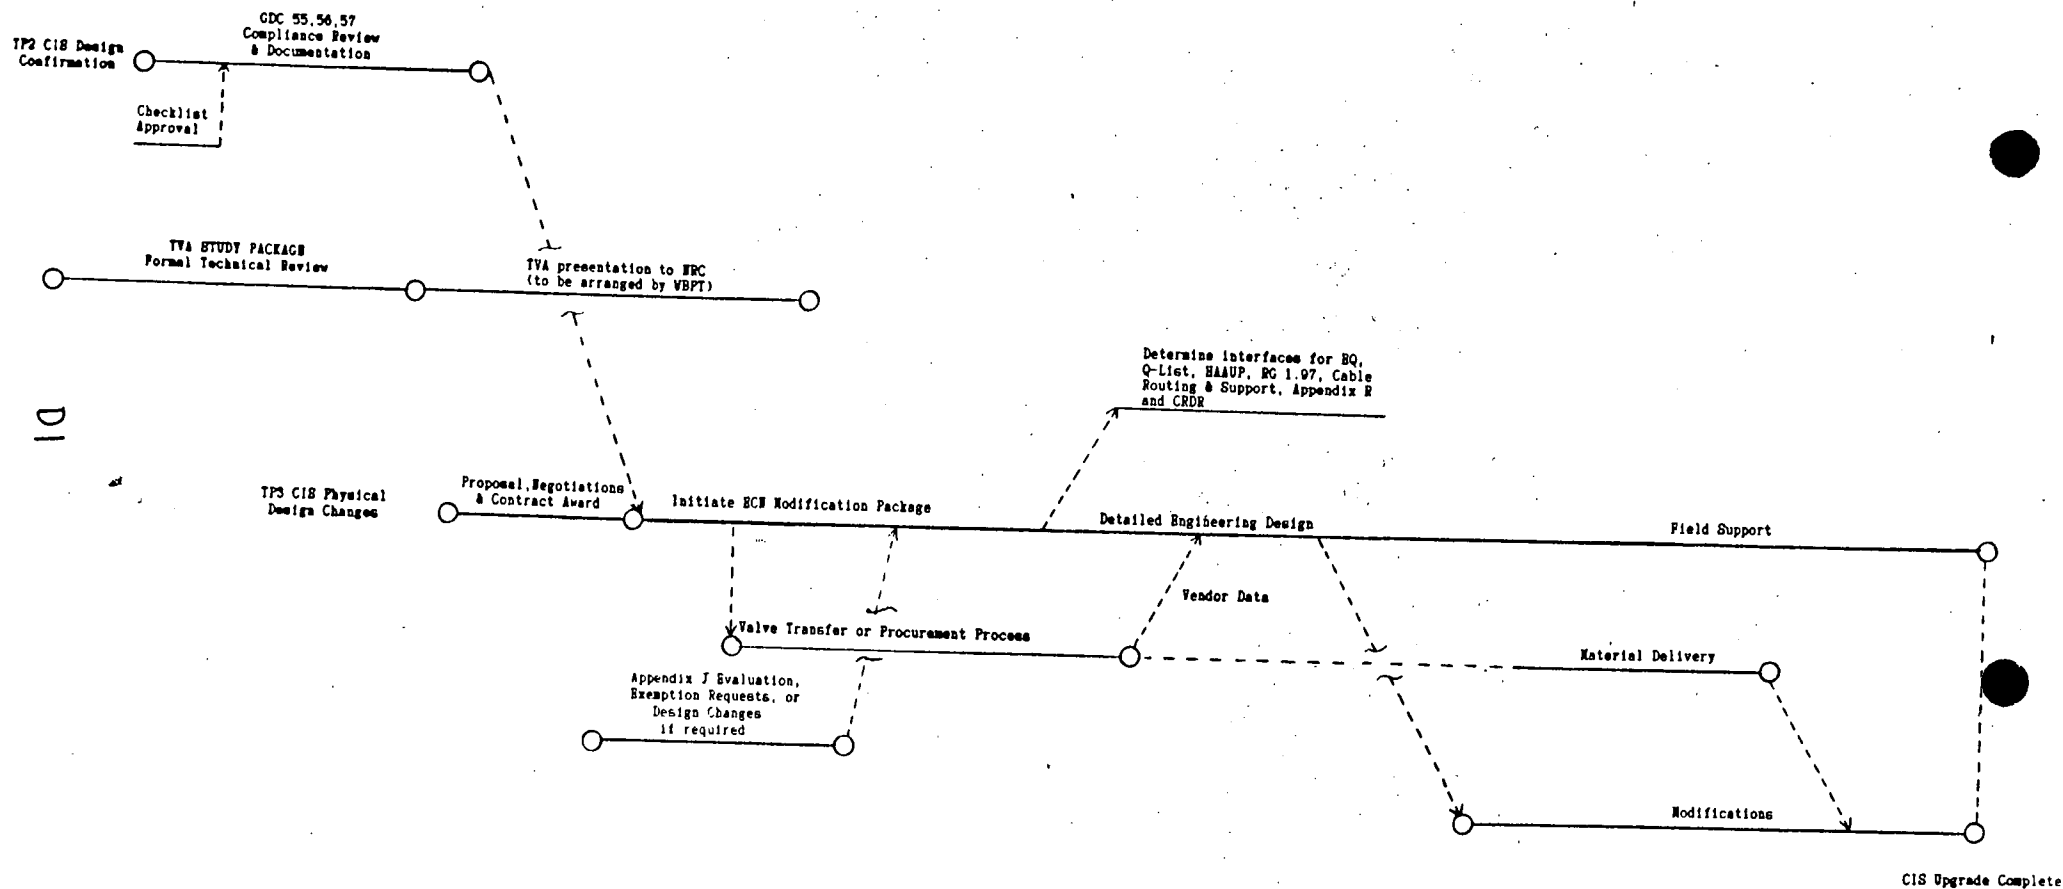 GDC 55,56,57
Compliance Review
& Documentation
TP2 CIS Design
Confirmation
Checklist
Approval
TVA STUDY PACKAGE
Formal Technical Review
TVA presentation to NRC
(to be arranged by WBPT)
Determine interfaces for EQ,
Q-List, HAAUP, RG 1.97, Cable
Routing & Support, Appendix R
and CRDR
D1
TP3 CIS Physical
Design Changes
Proposal,Negotiations
& Contract Award
Initiate ECN Modification Package
Detailed Engineering Design
Field Support
Vendor Data
Valve Transfer or Procurement Process
Material Delivery
Appendix J Evaluation,
Exemption Requests, or
Design Changes
if required
Modifications
CIS Upgrade Complete